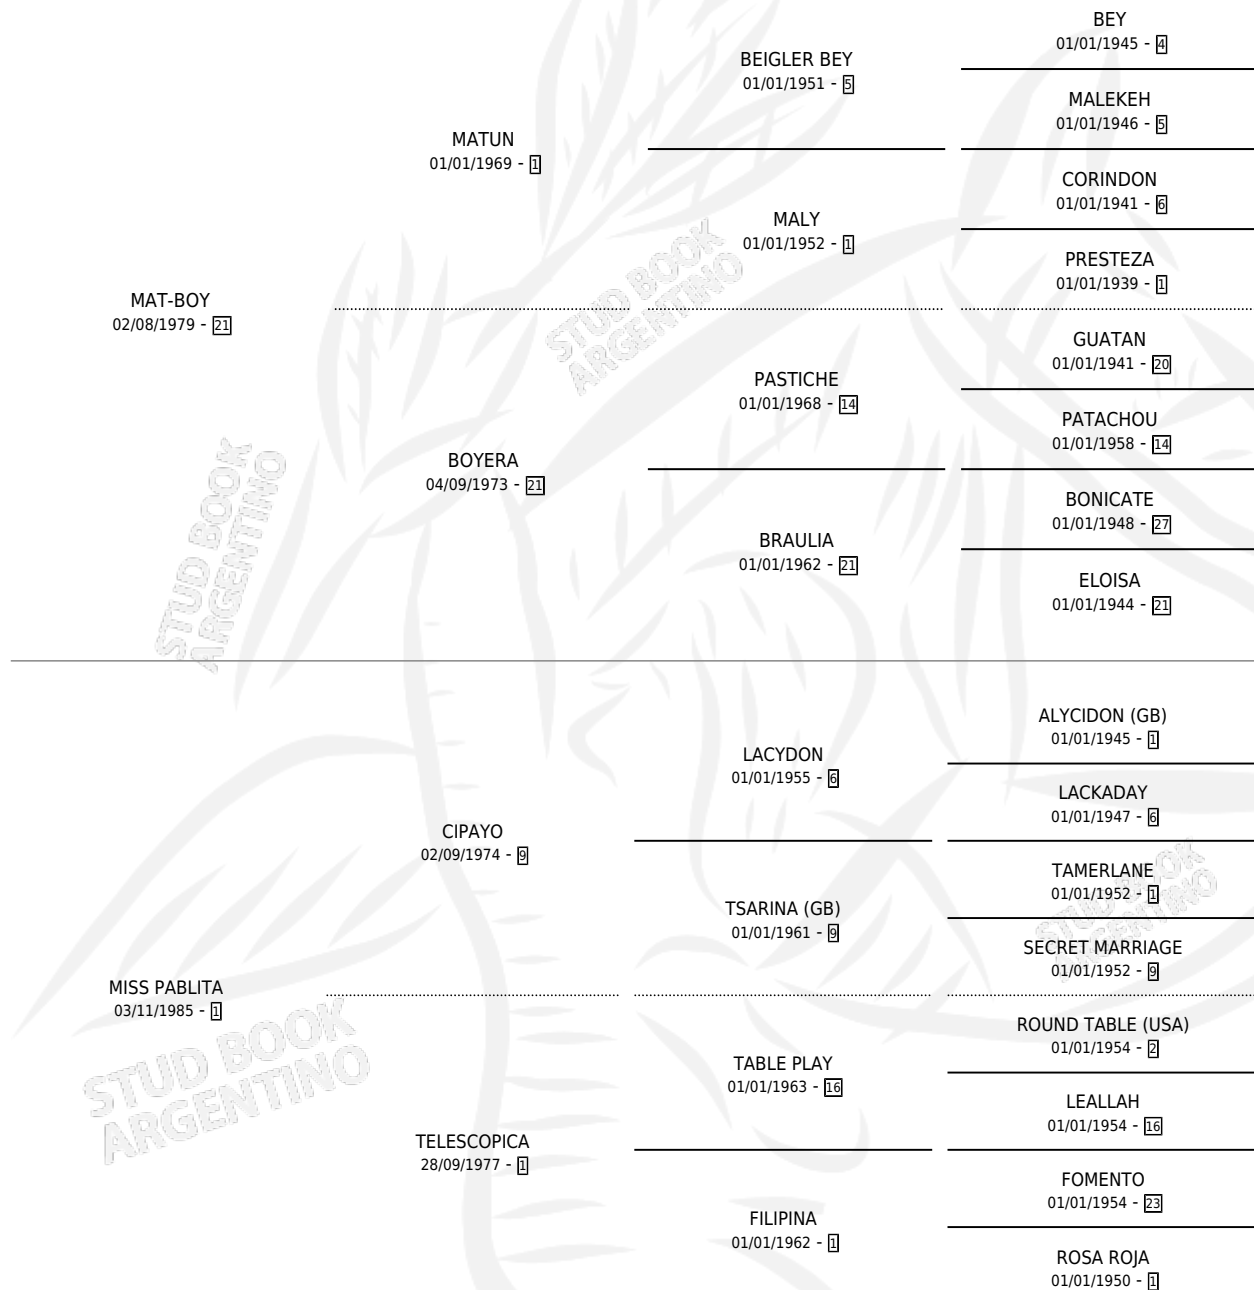 BEY
01/01/1945 - 4
BEIGLER BEY
01/01/1951 - 5
MALEKEH
01/01/1946 - 5
MATUN
01/01/1969 - 1
CORINDON
01/01/1941 - 6
MALY
01/01/1952 - 1
PRESTEZA
01/01/1939 - 1
MAT-BOY
02/08/1979 - 21
GUATAN
01/01/1941 - 20
PASTICHE
01/01/1968 - 14
PATACHOU
01/01/1958 - 14
BOYERA
04/09/1973 - 21
BONICATE
01/01/1948 - 27
BRAULIA
01/01/1962 - 21
ELOISA
01/01/1944 - 21
ALYCIDON (GB)
01/01/1945 - 1
LACYDON
01/01/1955 - 6
LACKADAY
01/01/1947 - 6
CIPAYO
02/09/1974 - 9
TAMERLANE
01/01/1952 - 1
TSARINA (GB)
01/01/1961 - 9
SECRET MARRIAGE
01/01/1952 - 9
MISS PABLITA
03/11/1985 - 1
ROUND TABLE (USA)
01/01/1954 - 2
TABLE PLAY
01/01/1963 - 16
LEALLAH
01/01/1954 - 16
TELESCOPICA
28/09/1977 - 1
FOMENTO
01/01/1954 - 23
FILIPINA
01/01/1962 - 1
ROSA ROJA
01/01/1950 - 1
STUD BOOK
ARGENTINO
STUD BOOK
ARGENTINO
STUD BOOK
ARGENTINO
STUD BOOK
ARGENTINO